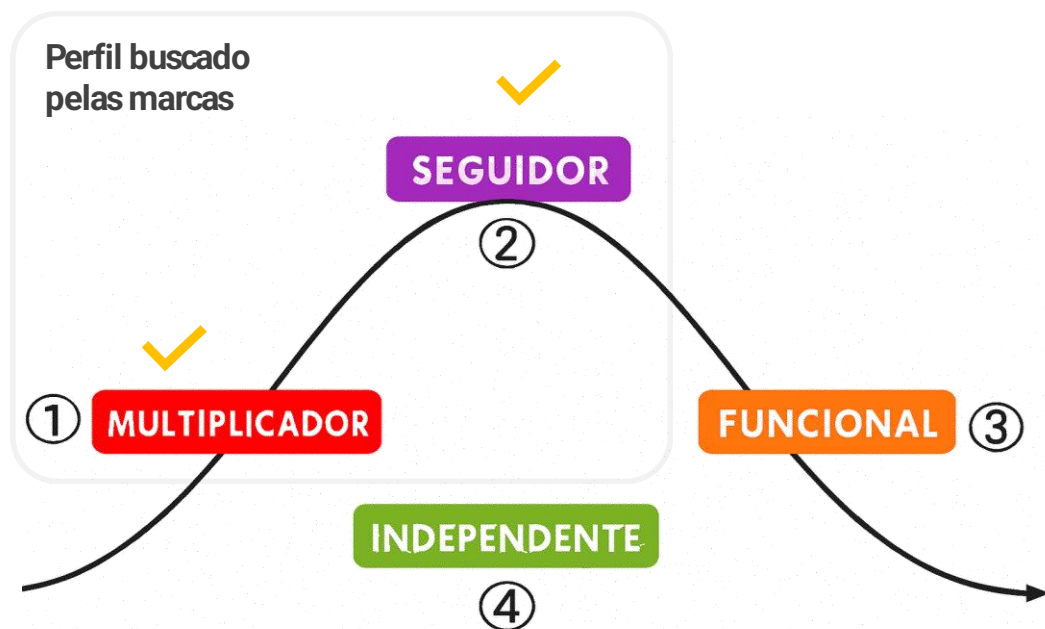 Perfil buscado
pelas marcas
SEGUIDOR
2
1
MULTIPLICADOR
FUNCIONAL
3
INDEPENDENTE
4